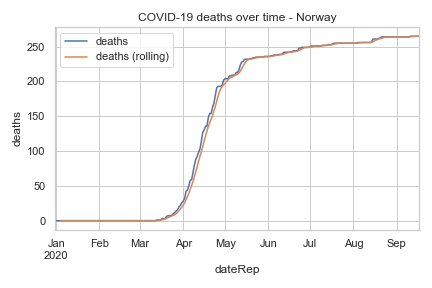 COVID-19 deaths over time - Norway
deaths
deaths (rolling)
250
200
150
100
50
0
deaths
Jan Feb Mar Apr May Jun Jul Aug Sep
2020
dateRep